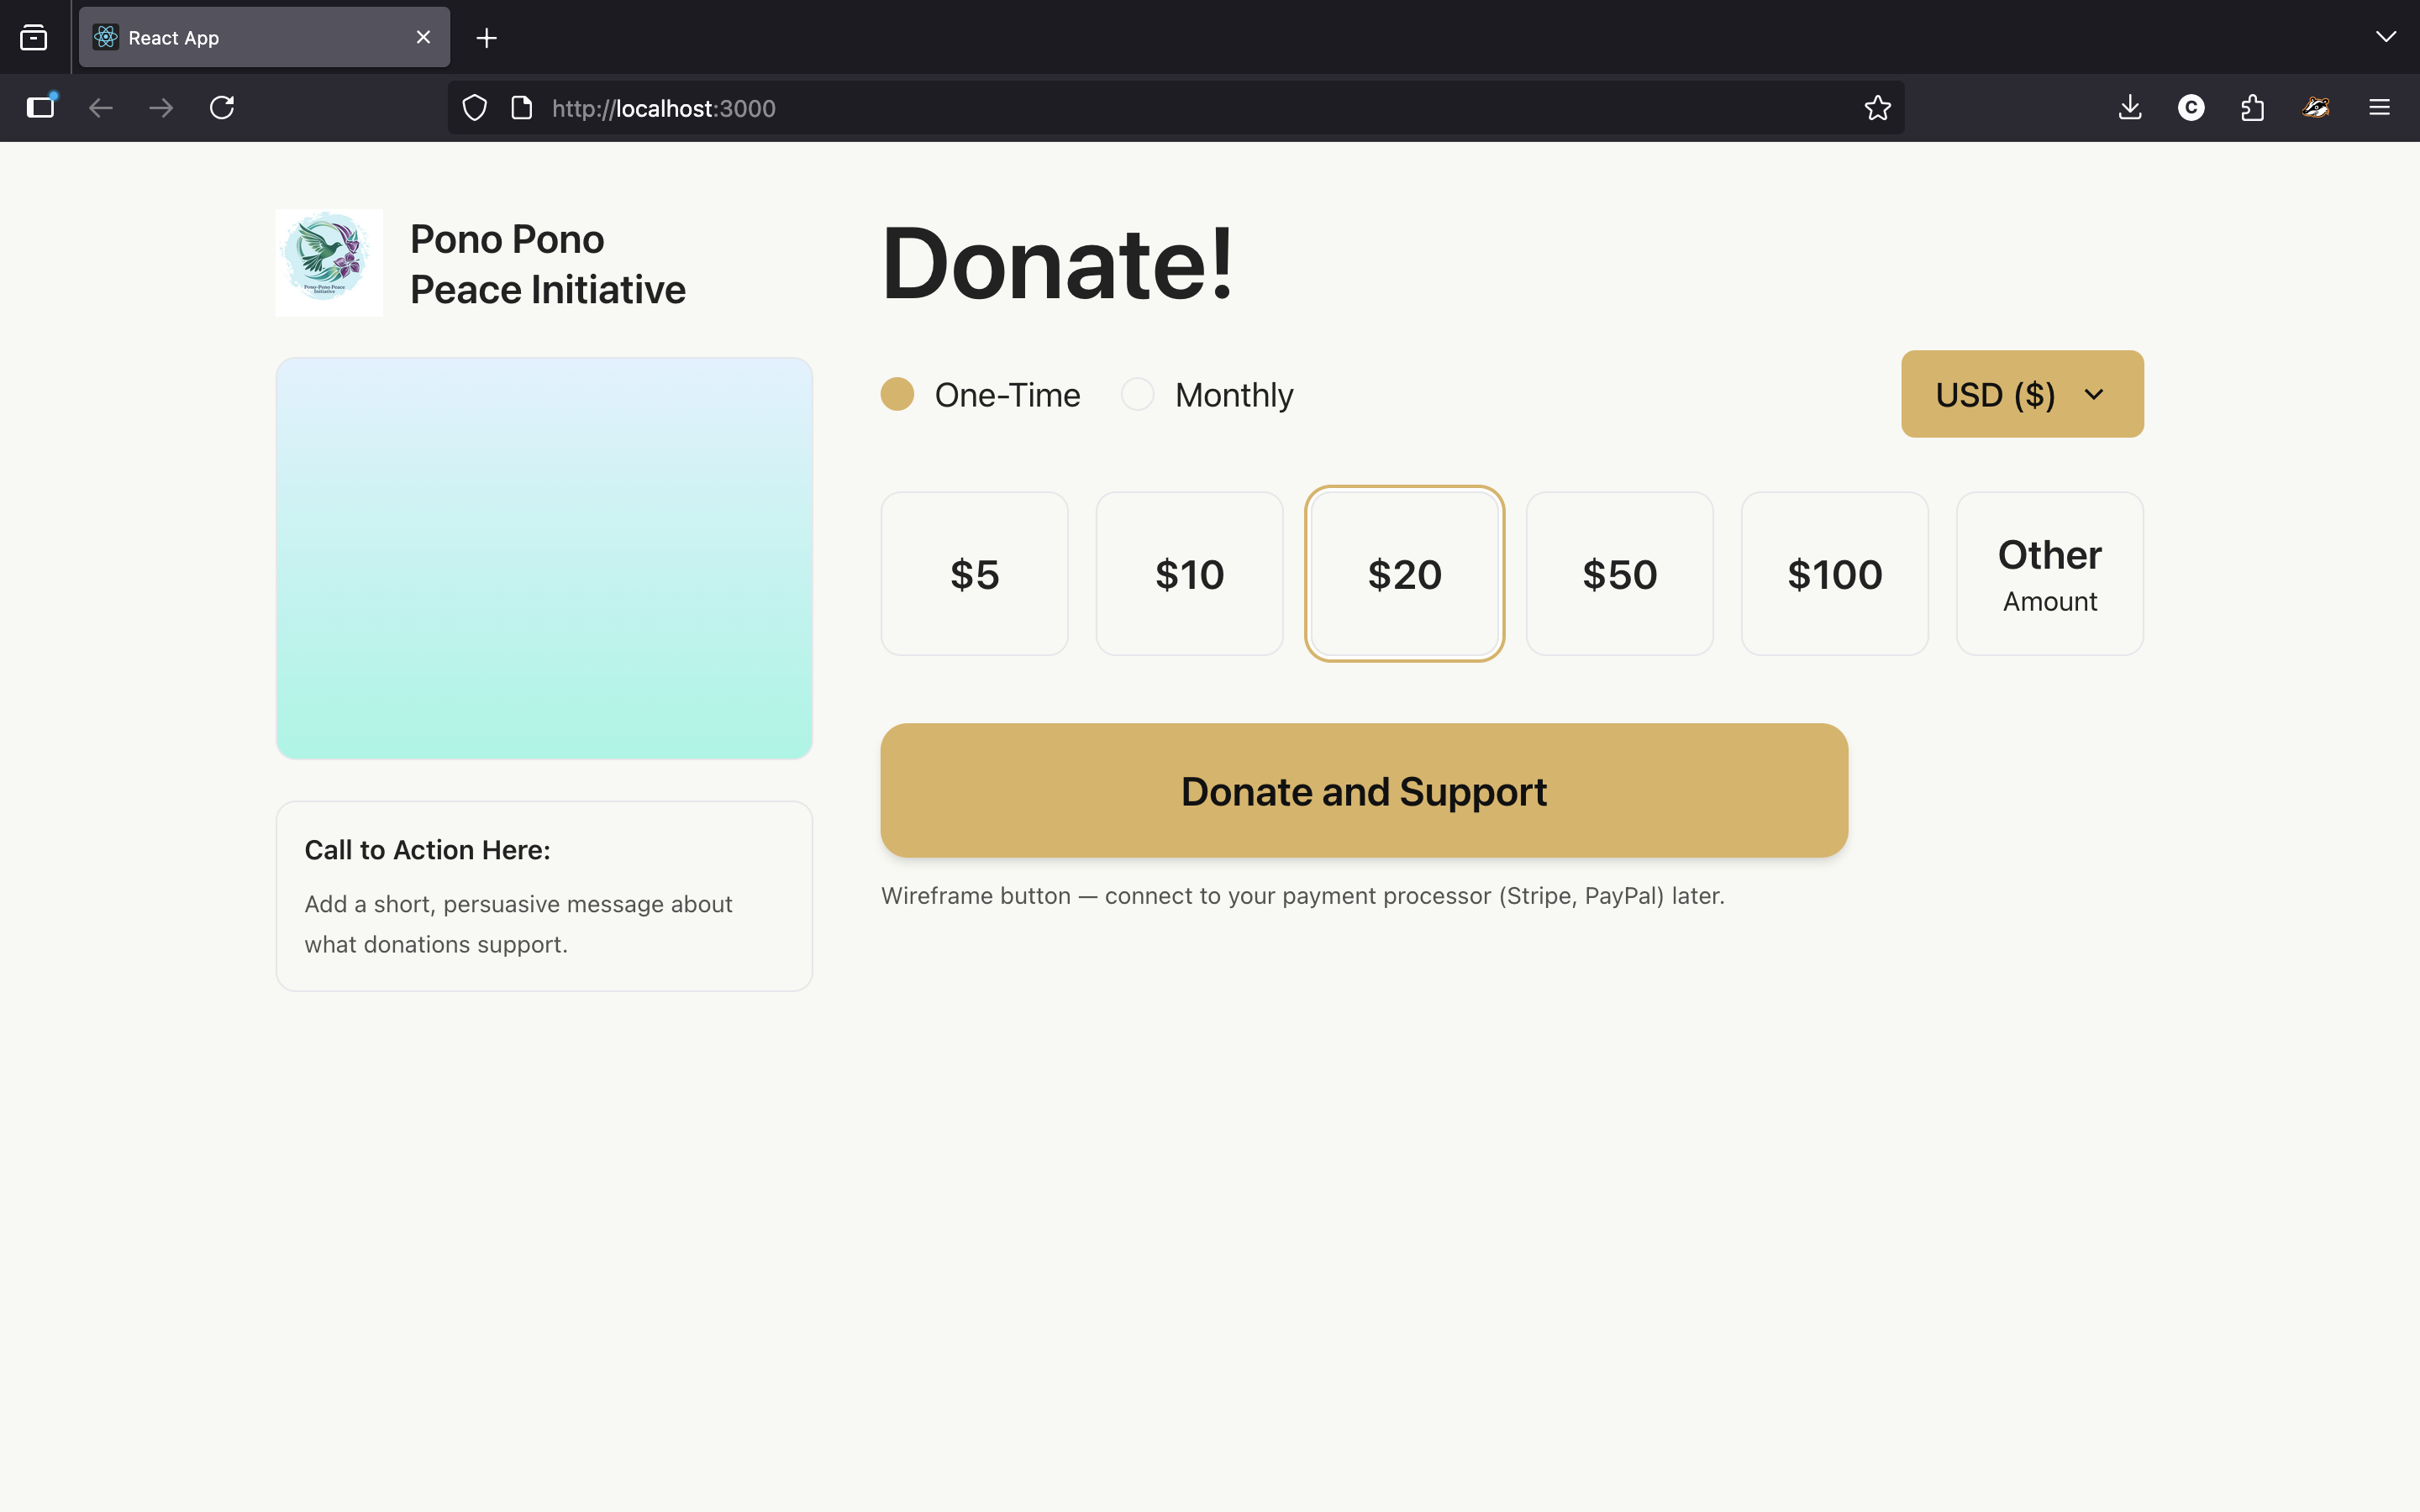 React App
http://localhost:3000
C
Pono-Pono Peace
Initiative
Pono Pono
Peace Initiative
Call to Action Here:
Add a short, persuasive message about
what donations support.
Donate!
One-Time
Monthly
USD ($)
$5
$10
$20
$50
$100
Other
Amount
Donate and Support
Wireframe button — connect to your payment processor (Stripe, PayPal) later.